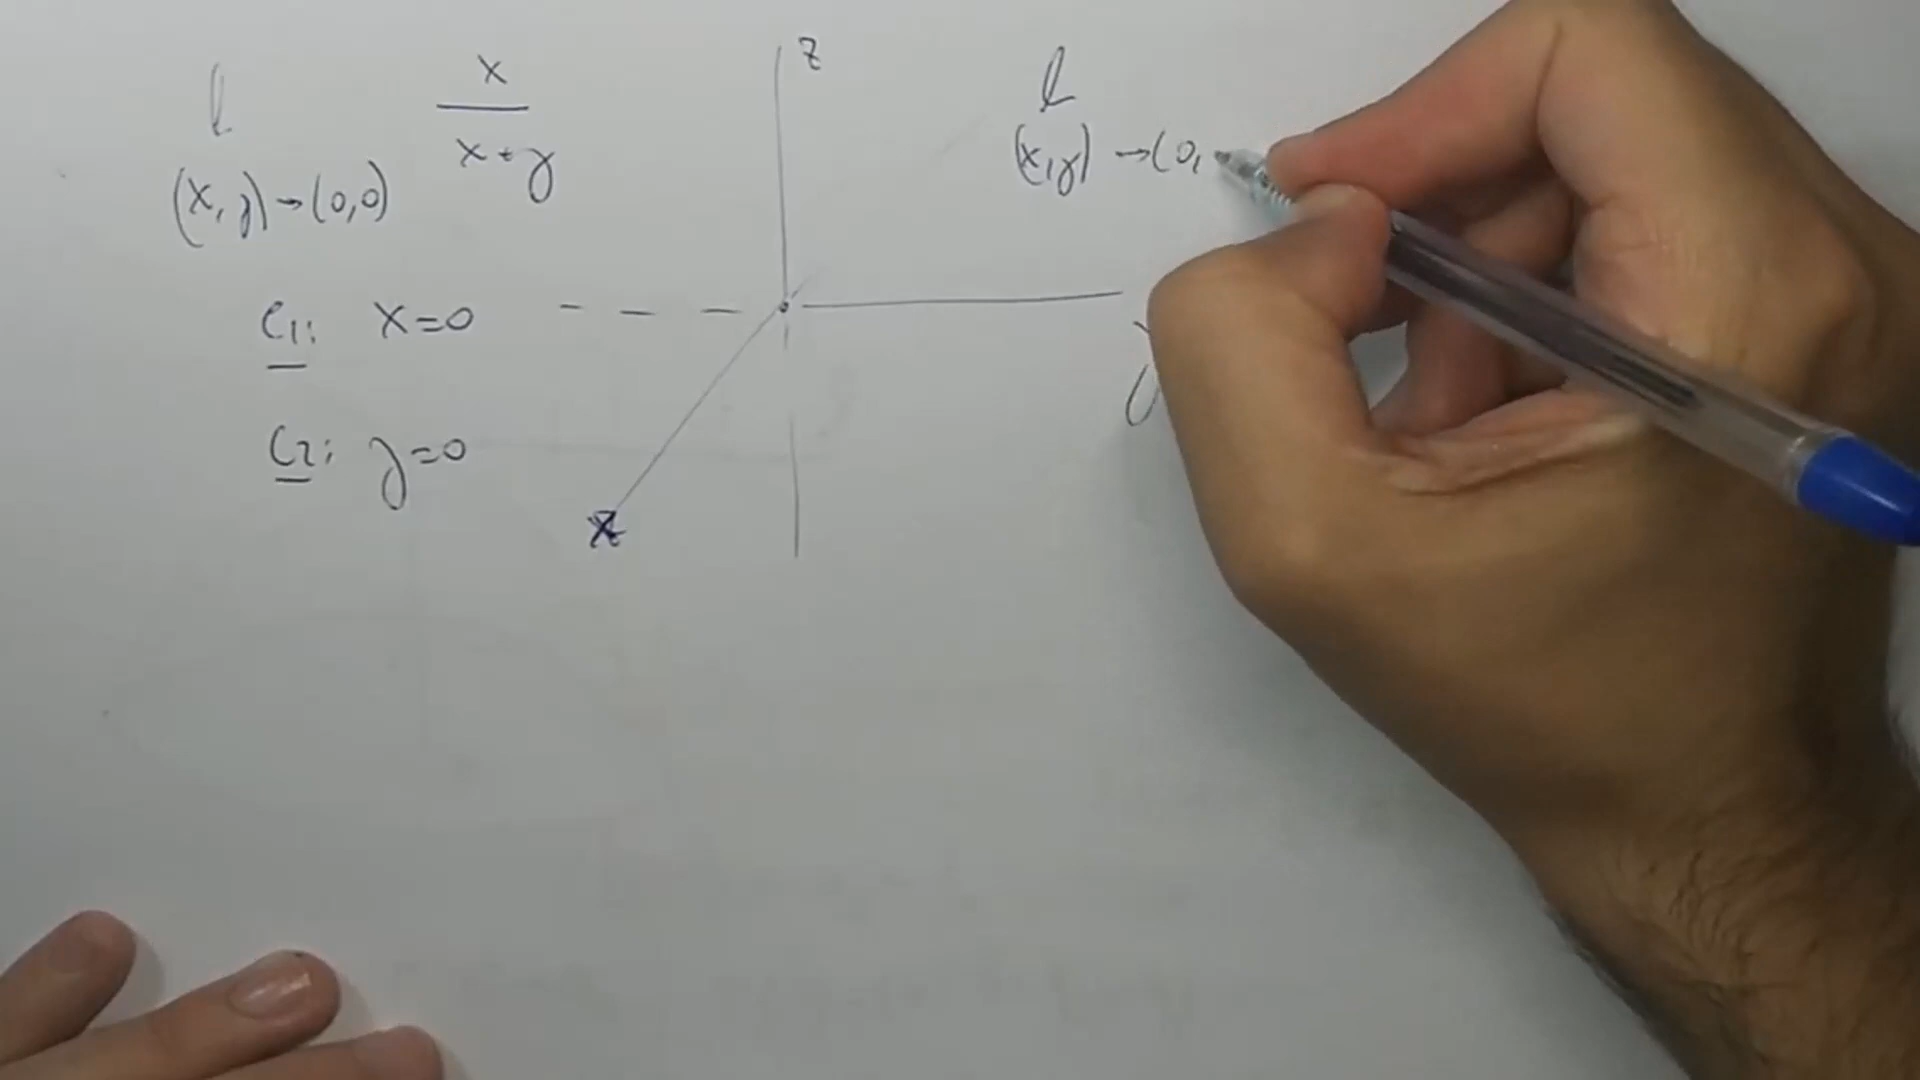 l x
x+y
(x,y)→(0,0)
C1: x=0
C2: y=0
z
x
y
l
(x,y)→(0,